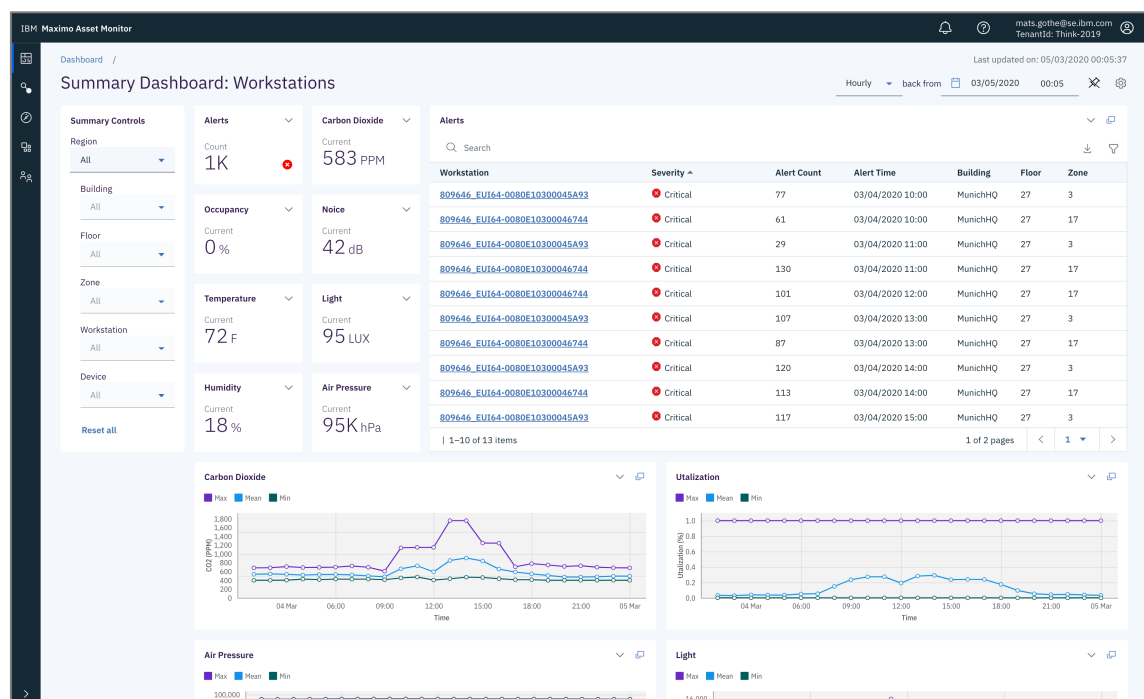 IBM Maximo Asset Monitor
mats.gothe@se.ibm.com
TenantId: Think-2019
Dashboard /
Last updated on: 05/03/2020 00:05:37
Summary Dashboard: Workstations
Hourly back from 03/05/2020 00:05
Summary Controls
Region
All
Building
All
Floor
All
Zone
All
Workstation
All
Device
All
Reset all
Alerts
Count
1K
Carbon Dioxide
Current
583 PPM
Occupancy
Current
0 %
Noice
Current
42 dB
Temperature
Current
72 F
Light
Current
95 LUX
Humidity
Current
18 %
Air Pressure
Current
95K hPa
Alerts
Search
Workstation Severity Alert Count Alert Time Building Floor Zone
809646_EUI64-0080E10300045A93 Critical 77 03/04/2020 10:00 MunichHQ 27 3
809646_EUI64-0080E10300046744 Critical 61 03/04/2020 10:00 MunichHQ 27 17
809646_EUI64-0080E10300045A93 Critical 29 03/04/2020 11:00 MunichHQ 27 3
809646_EUI64-0080E10300046744 Critical 130 03/04/2020 11:00 MunichHQ 27 17
809646_EUI64-0080E10300046744 Critical 101 03/04/2020 12:00 MunichHQ 27 17
809646_EUI64-0080E10300045A93 Critical 107 03/04/2020 13:00 MunichHQ 27 3
809646_EUI64-0080E10300046744 Critical 87 03/04/2020 13:00 MunichHQ 27 17
809646_EUI64-0080E10300045A93 Critical 120 03/04/2020 14:00 MunichHQ 27 3
809646_EUI64-0080E10300046744 Critical 113 03/04/2020 14:00 MunichHQ 27 17
809646_EUI64-0080E10300045A93 Critical 117 03/04/2020 15:00 MunichHQ 27 3
| 1–10 of 13 items 1 of 2 pages 1
Carbon Dioxide
Max Mean Min
CO2 (PPM)
1,800
1,600
1,400
1,200
1,000
800
600
400
200
0
04 Mar 06:00 09:00 12:00 15:00 18:00 21:00 05 Mar
Time
Utalization
Max Mean Min
Utalization (%)
1.0
0.8
0.6
0.4
0.2
0.0
04 Mar 06:00 09:00 12:00 15:00 18:00 21:00 05 Mar
Time
Air Pressure
Max Mean Min
100,000
Light
Max Mean Min